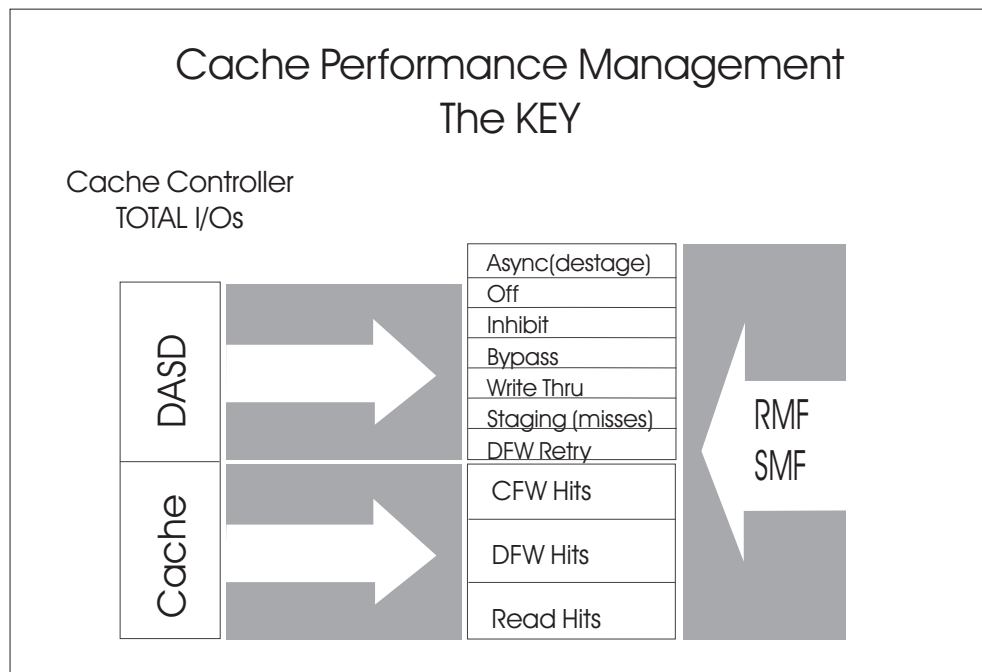 Cache Performance Management
The KEY
Cache Controller
TOTAL I/Os
DASD
Cache
Async(destage)
Off
Inhibit
Bypass
Write Thru
Staging (misses)
DFW Retry
CFW Hits
DFW Hits
Read Hits
RMF
SMF